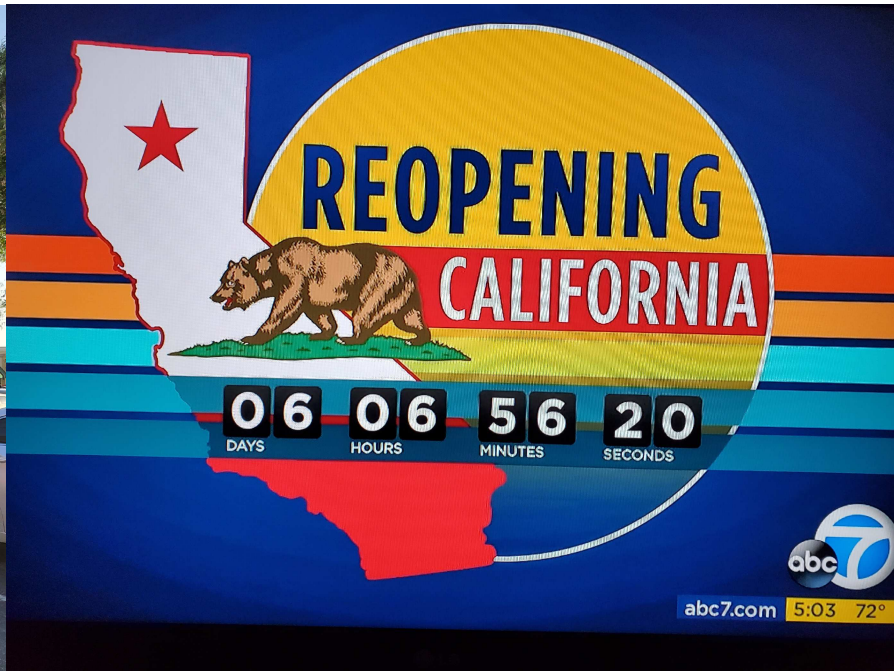 REOPENING
CALIFORNIA
06 06 56 20
DAYS HOURS MINUTES SECONDS
abc 7
abc7.com 5:03 72°